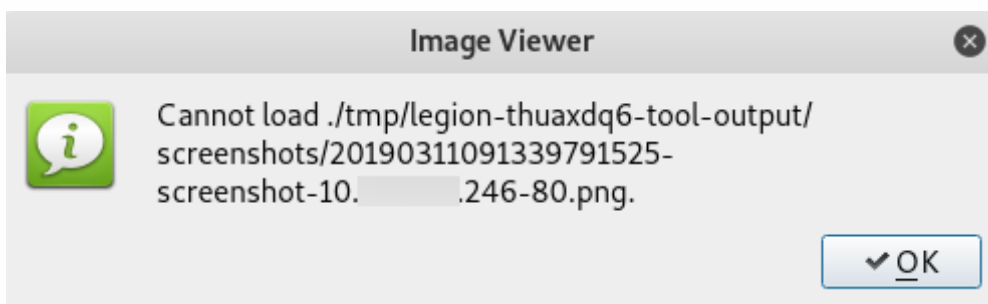 Image Viewer
Cannot load ./tmp/legion-thuaxdq6-tool-output/
screenshots/20190311091339791525-
screenshot-10. .246-80.png.
OK